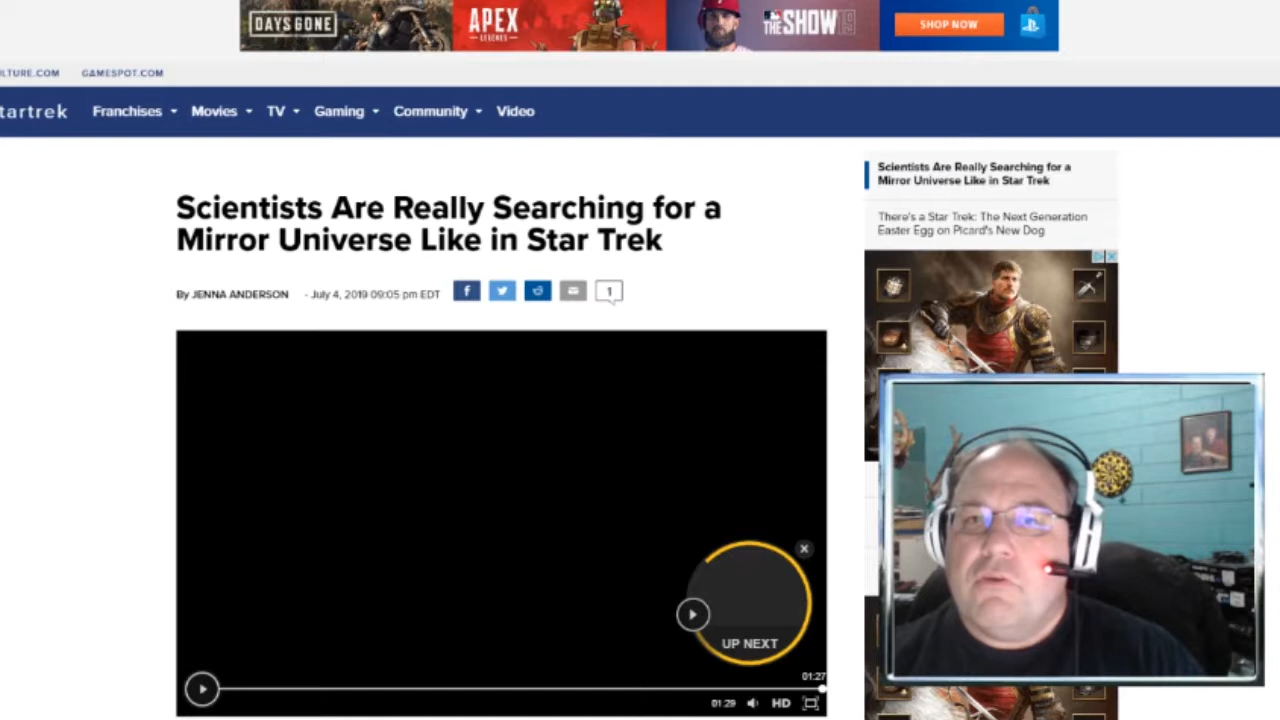 DAYS GONE
APEX
LEGENDS
MLB
THE SHOW 19
SHOP NOW
LTURE.COM GAMESPOT.COM
tartrek Franchises Movies TV Gaming Community Video
Scientists Are Really Searching for a
Mirror Universe Like in Star Trek
By JENNA ANDERSON - July 4, 2019 09:05 pm EDT
1
Scientists Are Really Searching for a
Mirror Universe Like in Star Trek
There's a Star Trek: The Next Generation
Easter Egg on Picard's New Dog
UP NEXT
01:27
01:29 HD